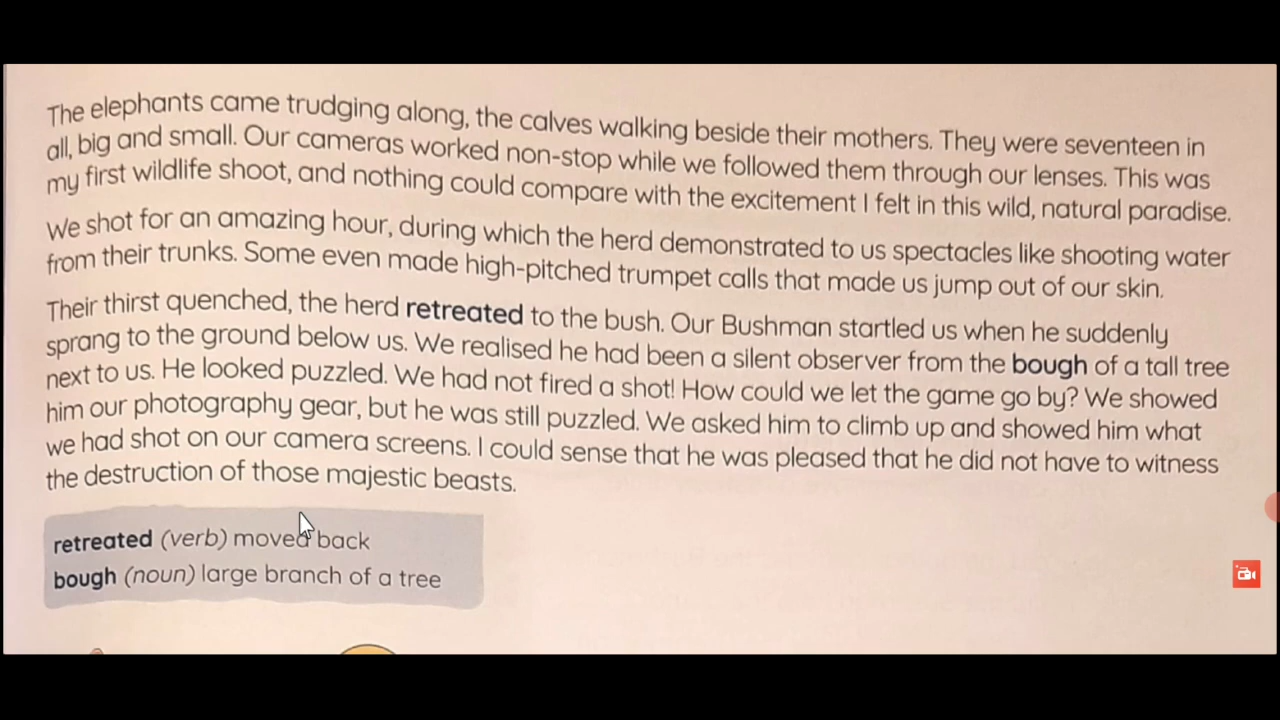 The elephants came trudging along, the calves walking beside their mothers. They were seventeen in
all, big and small. Our cameras worked non-stop while we followed them through our lenses. This was
my first wildlife shoot, and nothing could compare with the excitement I felt in this wild, natural paradise.
We shot for an amazing hour, during which the herd demonstrated to us spectacles like shooting water
from their trunks. Some even made high-pitched trumpet calls that made us jump out of our skin.
Their thirst quenched, the herd retreated to the bush. Our Bushman startled us when he suddenly
sprang to the ground below us. We realised he had been a silent observer from the bough of a tall tree
next to us. He looked puzzled. We had not fired a shot! How could we let the game go by? We showed
him our photography gear, but he was still puzzled. We asked him to climb up and showed him what
we had shot on our camera screens. I could sense that he was pleased that he did not have to witness
the destruction of those majestic beasts.
retreated (verb) moved back
bough (noun) large branch of a tree